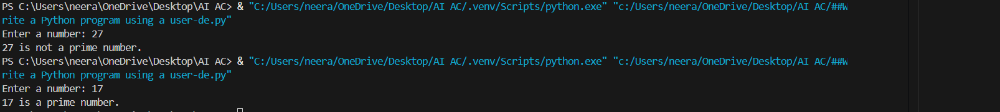 PS C:\Users\neera\OneDrive\Desktop\AI AC> & "C:/Users/neera/OneDrive/Desktop/AI AC/.venv/Scripts/python.exe" "c:/Users/neera/OneDrive/Desktop/AI AC/##W
rite a Python program using a user-de.py"
Enter a number: 27
27 is not a prime number.
PS C:\Users\neera\OneDrive\Desktop\AI AC> & "C:/Users/neera/OneDrive/Desktop/AI AC/.venv/Scripts/python.exe" "c:/Users/neera/OneDrive/Desktop/AI AC/##W
rite a Python program using a user-de.py"
Enter a number: 17
17 is a prime number.